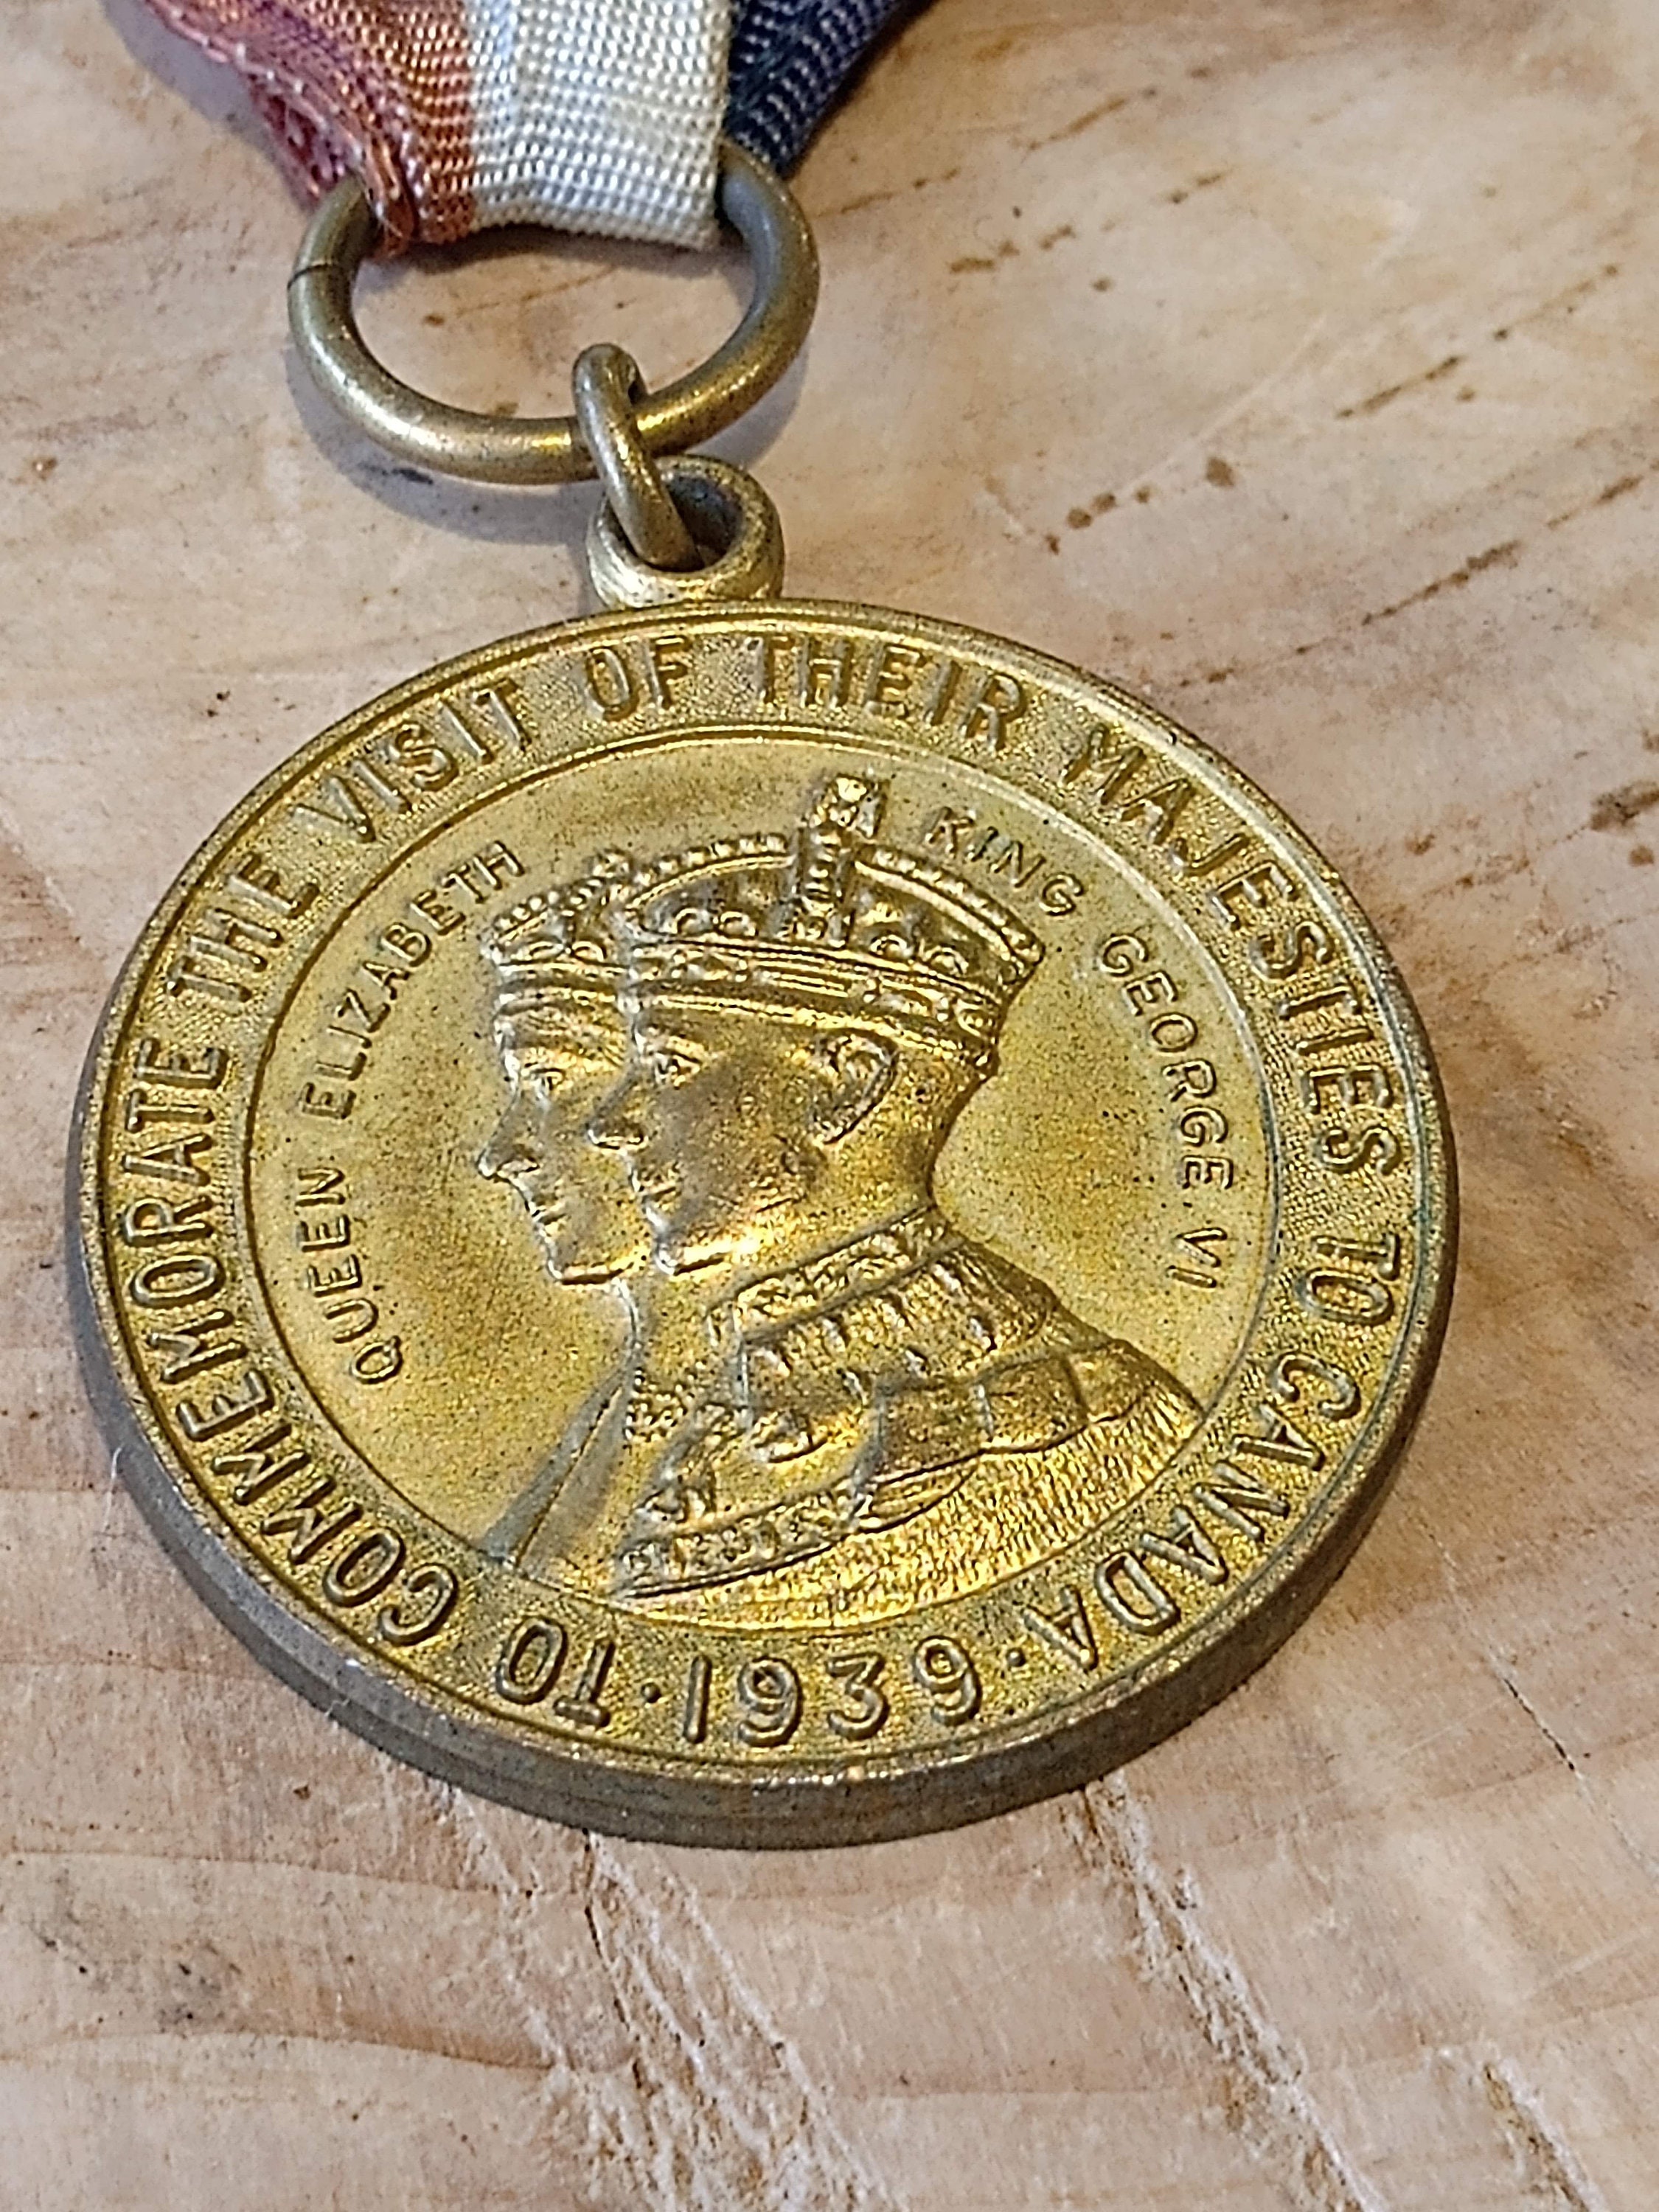 TO COMMEMORATE THE VISIT OF THEIR MAJESTIES TO CANADA · 1939 ·
QUEEN ELIZABETH
KING GEORGE VI